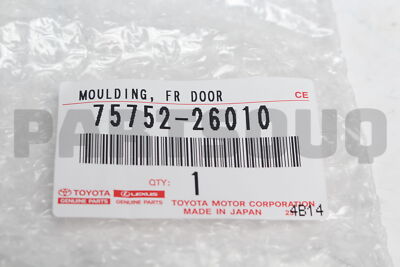 MOULDING, FR DOOR CE
75752-26010
PARTSDUO
QTY: 1
TOYOTA LEXUS
GENUINE PARTS GENUINE PARTS
TOYOTA MOTOR CORPORATION
MADE IN JAPAN
4B14